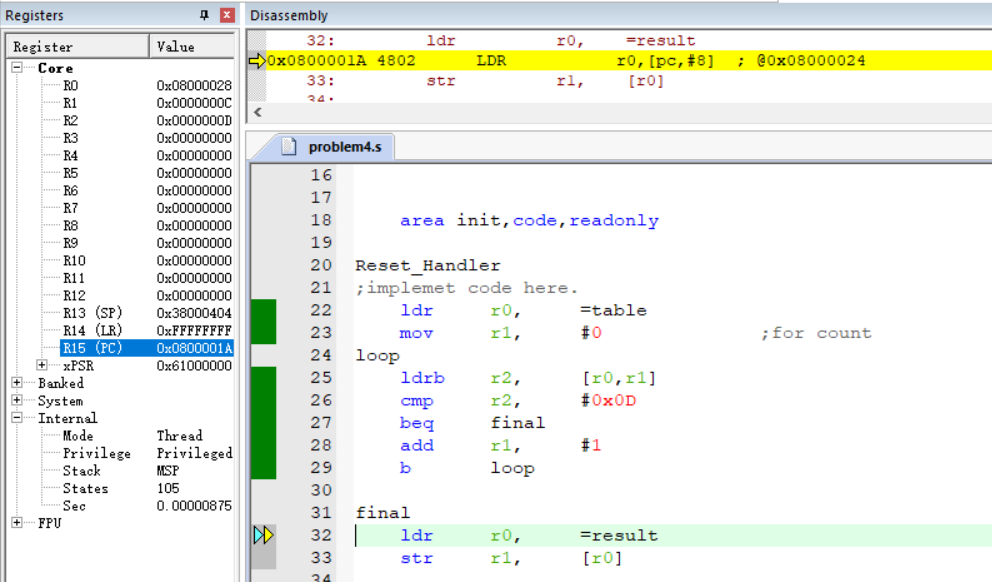 Registers
Register Value
Core
R0 0x08000028
R1 0x0000000C
R2 0x0000000D
R3 0x00000000
R4 0x00000000
R5 0x00000000
R6 0x00000000
R7 0x00000000
R8 0x00000000
R9 0x00000000
R10 0x00000000
R11 0x00000000
R12 0x00000000
R13 (SP) 0x38000404
R14 (LR) 0xFFFFFFFF
R15 (PC) 0x0800001A
xPSR 0x61000000
Banked
System
Internal
Mode Thread
Privilege Privileged
Stack MSP
States 105
Sec 0.00000875
FPU
Disassembly
32: ldr r0, =result
0x0800001A 4802 LDR r0,[pc,#8] ; @0x08000024
33: str r1, [r0]
34:
problem4.s
16
17
18 area init,code,readonly
19
20 Reset_Handler
21 ;implemet code here.
22 ldr r0, =table
23 mov r1, #0 ;for count
24 loop
25 ldrb r2, [r0,r1]
26 cmp r2, #0x0D
27 beq final
28 add r1, #1
29 b loop
30
31 final
32 ldr r0, =result
33 str r1, [r0]
34